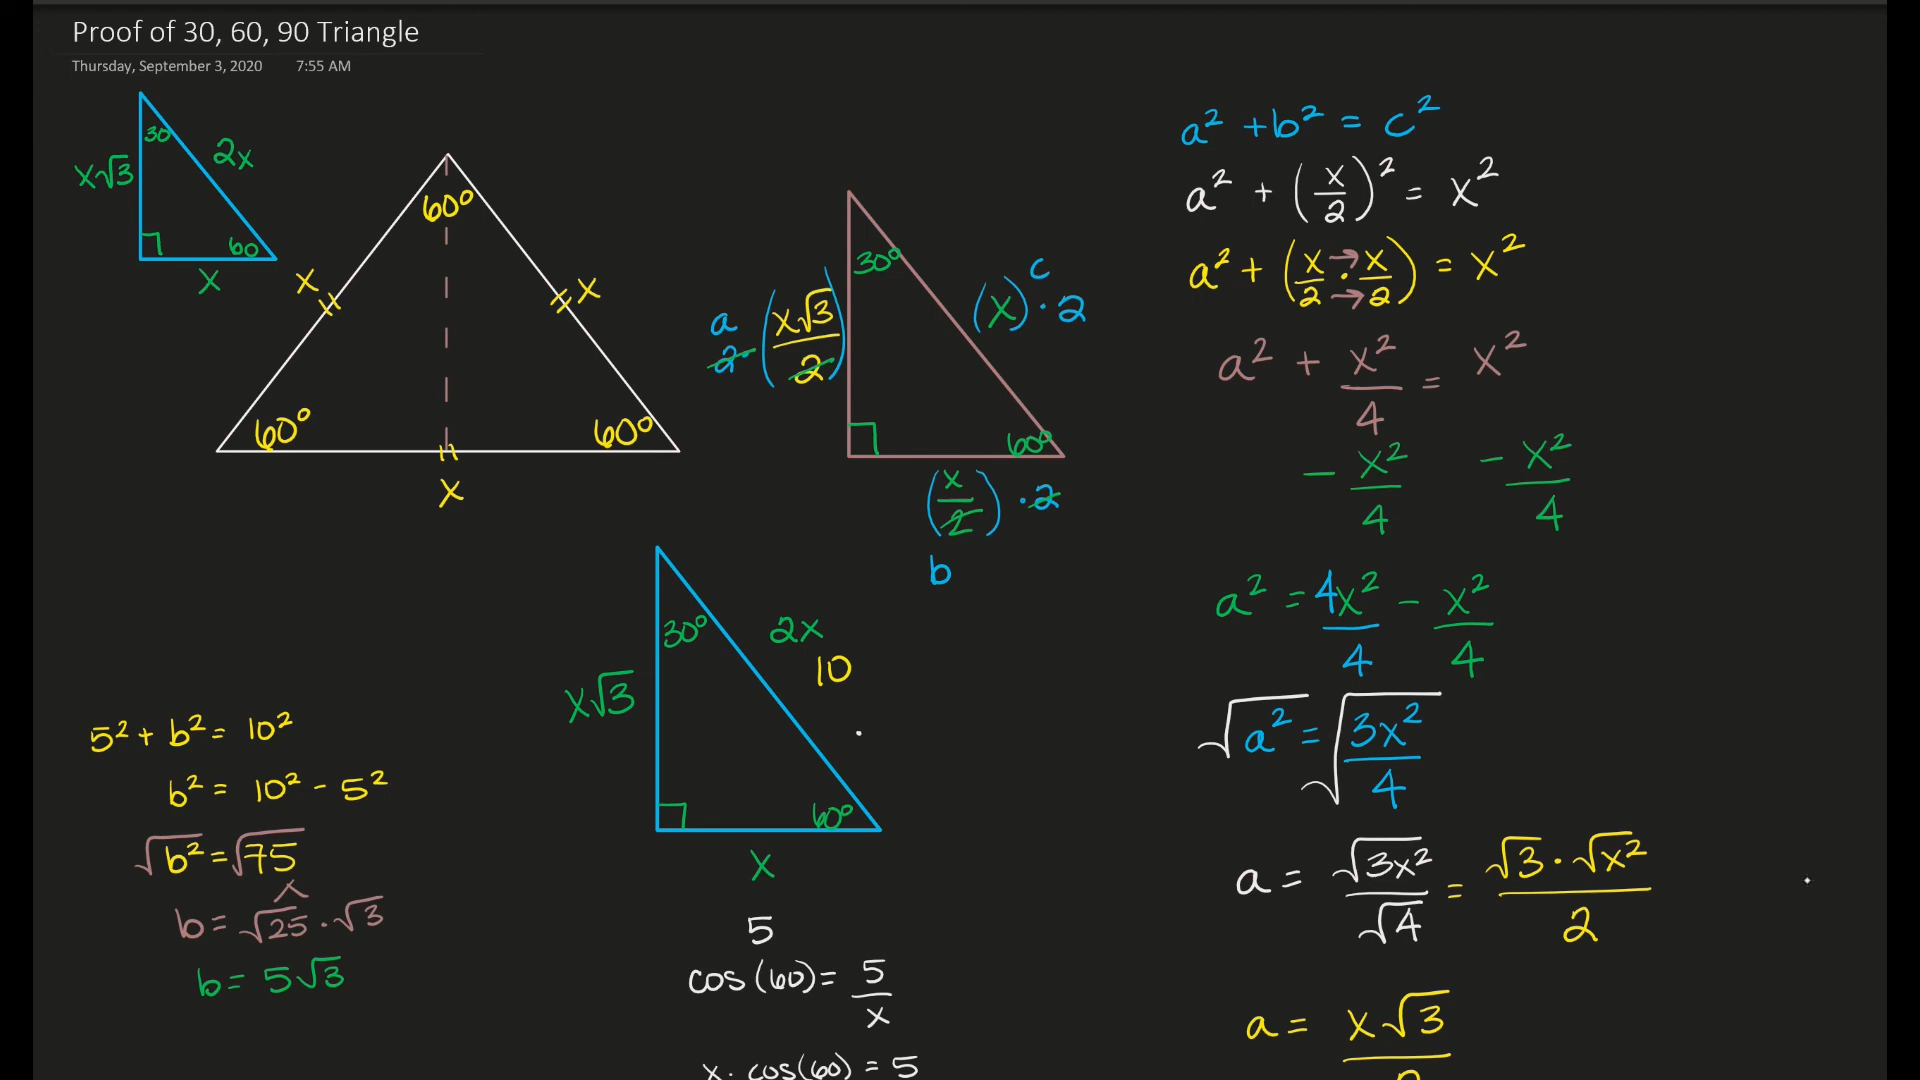 Proof of 30, 60, 90 Triangle
Thursday, September 3, 2020 7:55 AM
30
2x
x√3
60
x
60°
x
x
60°
60°
x
30°
c
(x) · 2
a
2 · (x√3/2)
60°
(x/2) · 2
b
30°
2x
10
x√3
60°
x
5
cos(60) = 5/x
x · cos(60) = 5
5² + b² = 10²
b² = 10² - 5²
√b² = √75
b = √25 · √3
b = 5√3
a² + b² = c²
a² + (x/2)² = x²
a² + (x/2 · x/2) = x²
a² + x²/4 = x²
- x²/4 - x²/4
a² = 4x²/4 - x²/4
√a² = √3x²/4
a = √3x²/√4 = √3 · √x²/2
a = x√3